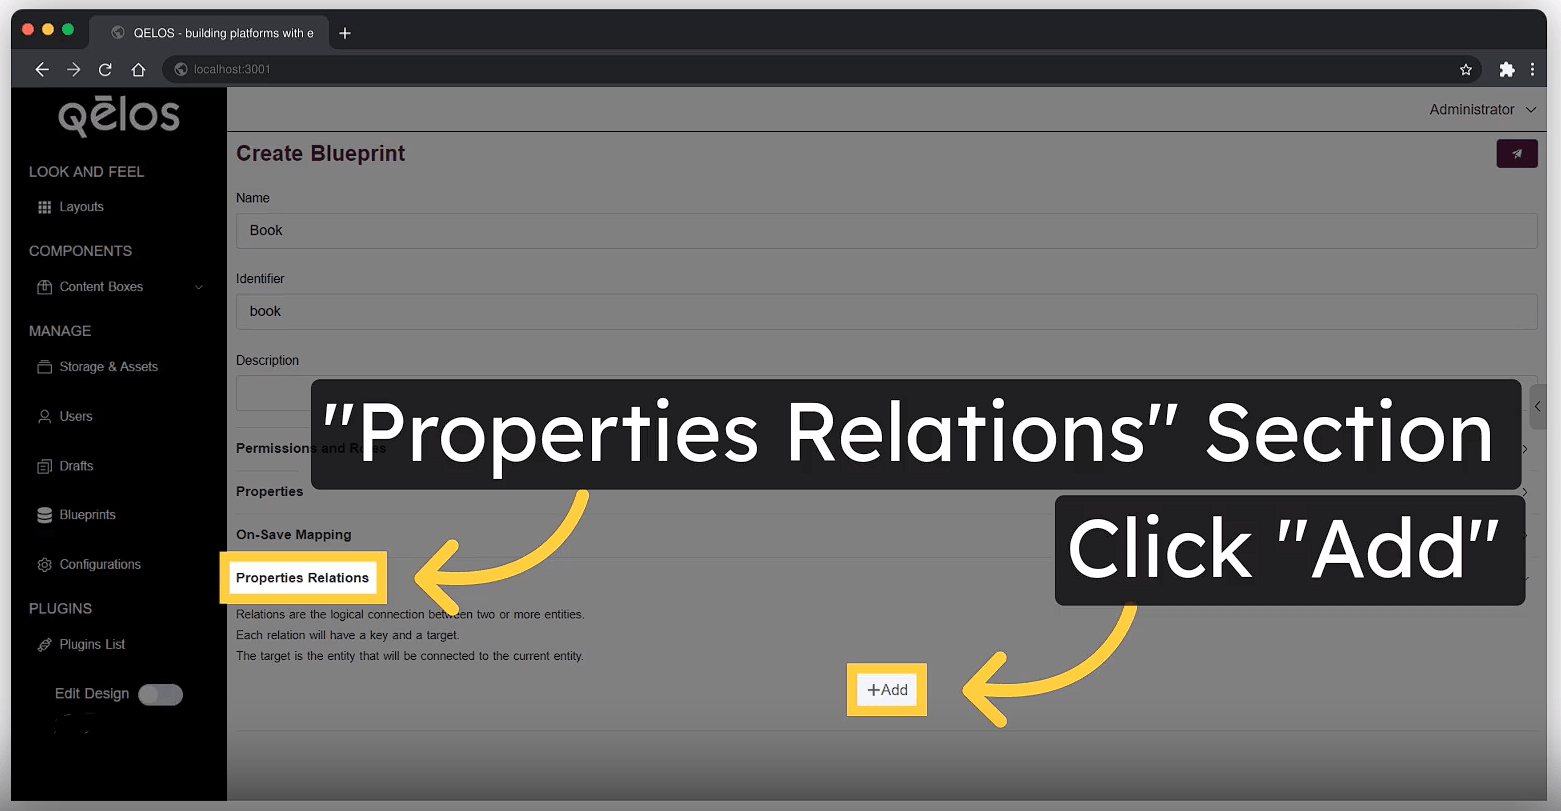 QELOS - building platforms with e
localhost:3001
Qēlos
Administrator
LOOK AND FEEL
Layouts
COMPONENTS
Content Boxes
MANAGE
Storage & Assets
Users
Drafts
Blueprints
Configurations
PLUGINS
Plugins List
Edit Design
Create Blueprint
Name
Book
Identifier
book
Description
"Properties Relations" Section
Permissions and Roles
Properties
Click "Add"
On-Save Mapping
Properties Relations
Relations are the logical connection between two or more entities.
Each relation will have a key and a target.
The target is the entity that will be connected to the current entity.
+Add